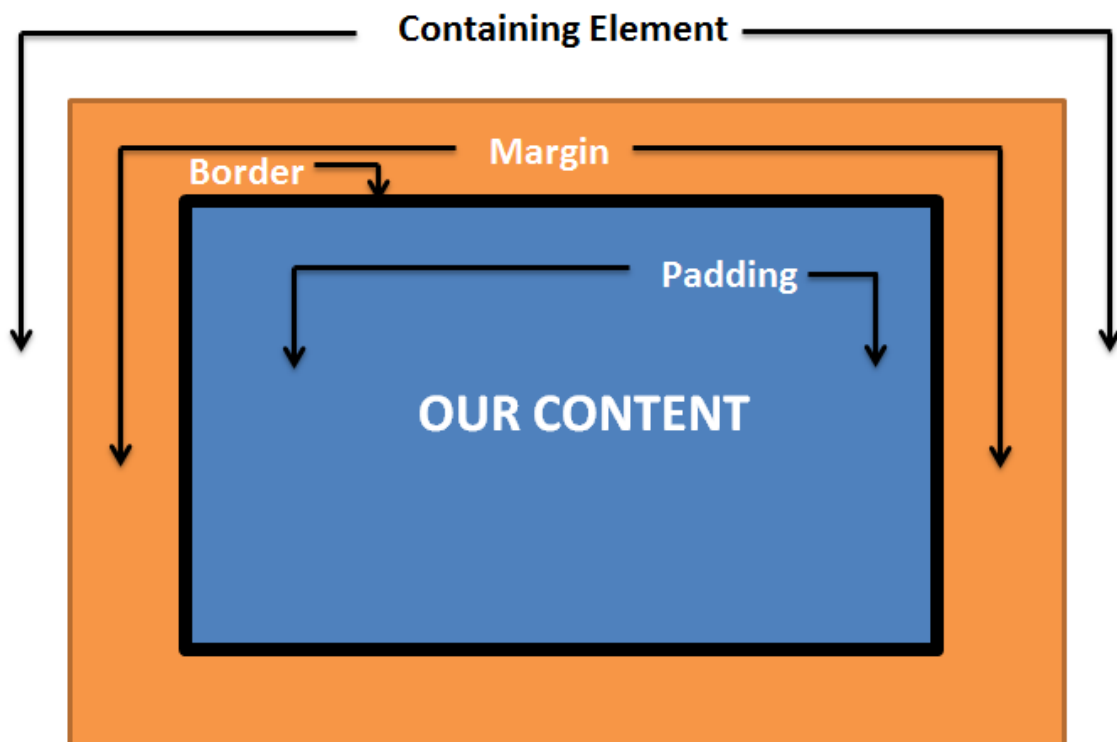 Containing Element
Margin
Border
Padding
OUR CONTENT